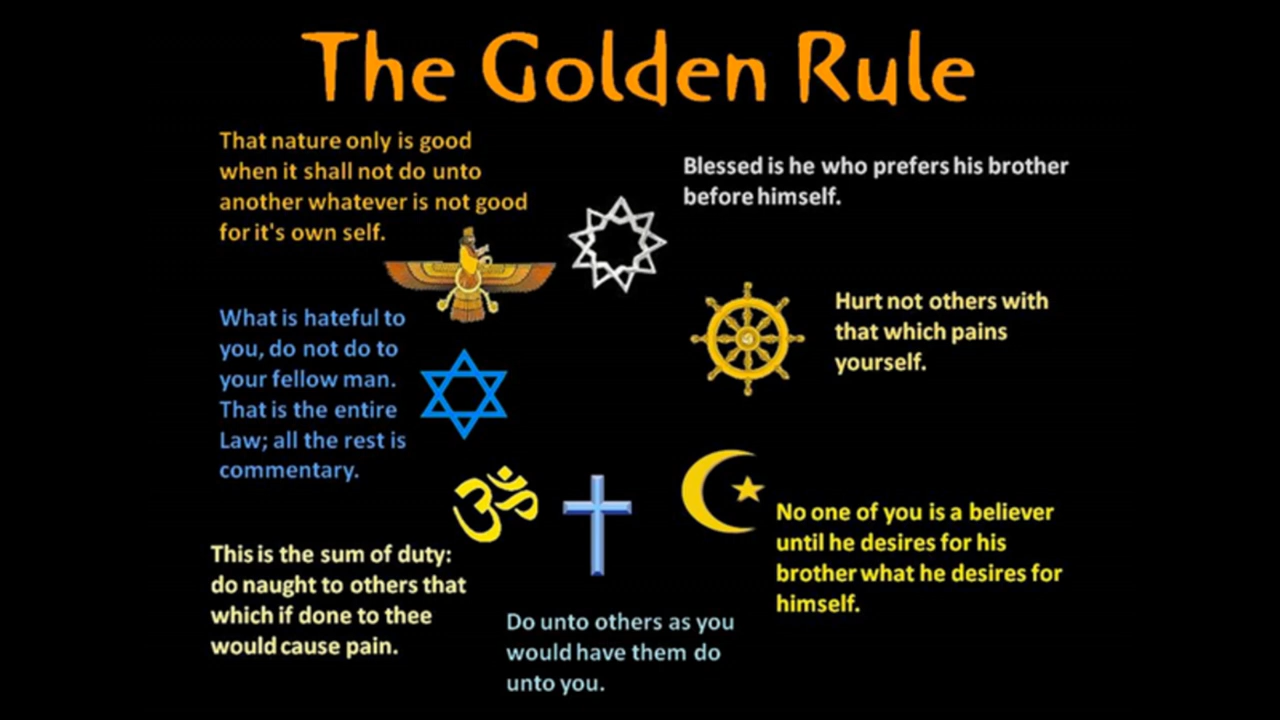 The Golden Rule
That nature only is good
when it shall not do unto
another whatever is not good
for it's own self.
Blessed is he who prefers his brother
before himself.
What is hateful to
you, do not do to
your fellow man.
That is the entire
Law; all the rest is
commentary.
Hurt not others with
that which pains
yourself.
ॐ
This is the sum of duty:
do naught to others that
which if done to thee
would cause pain.
Do unto others as you
would have them do
unto you.
No one of you is a believer
until he desires for his
brother what he desires for
himself.